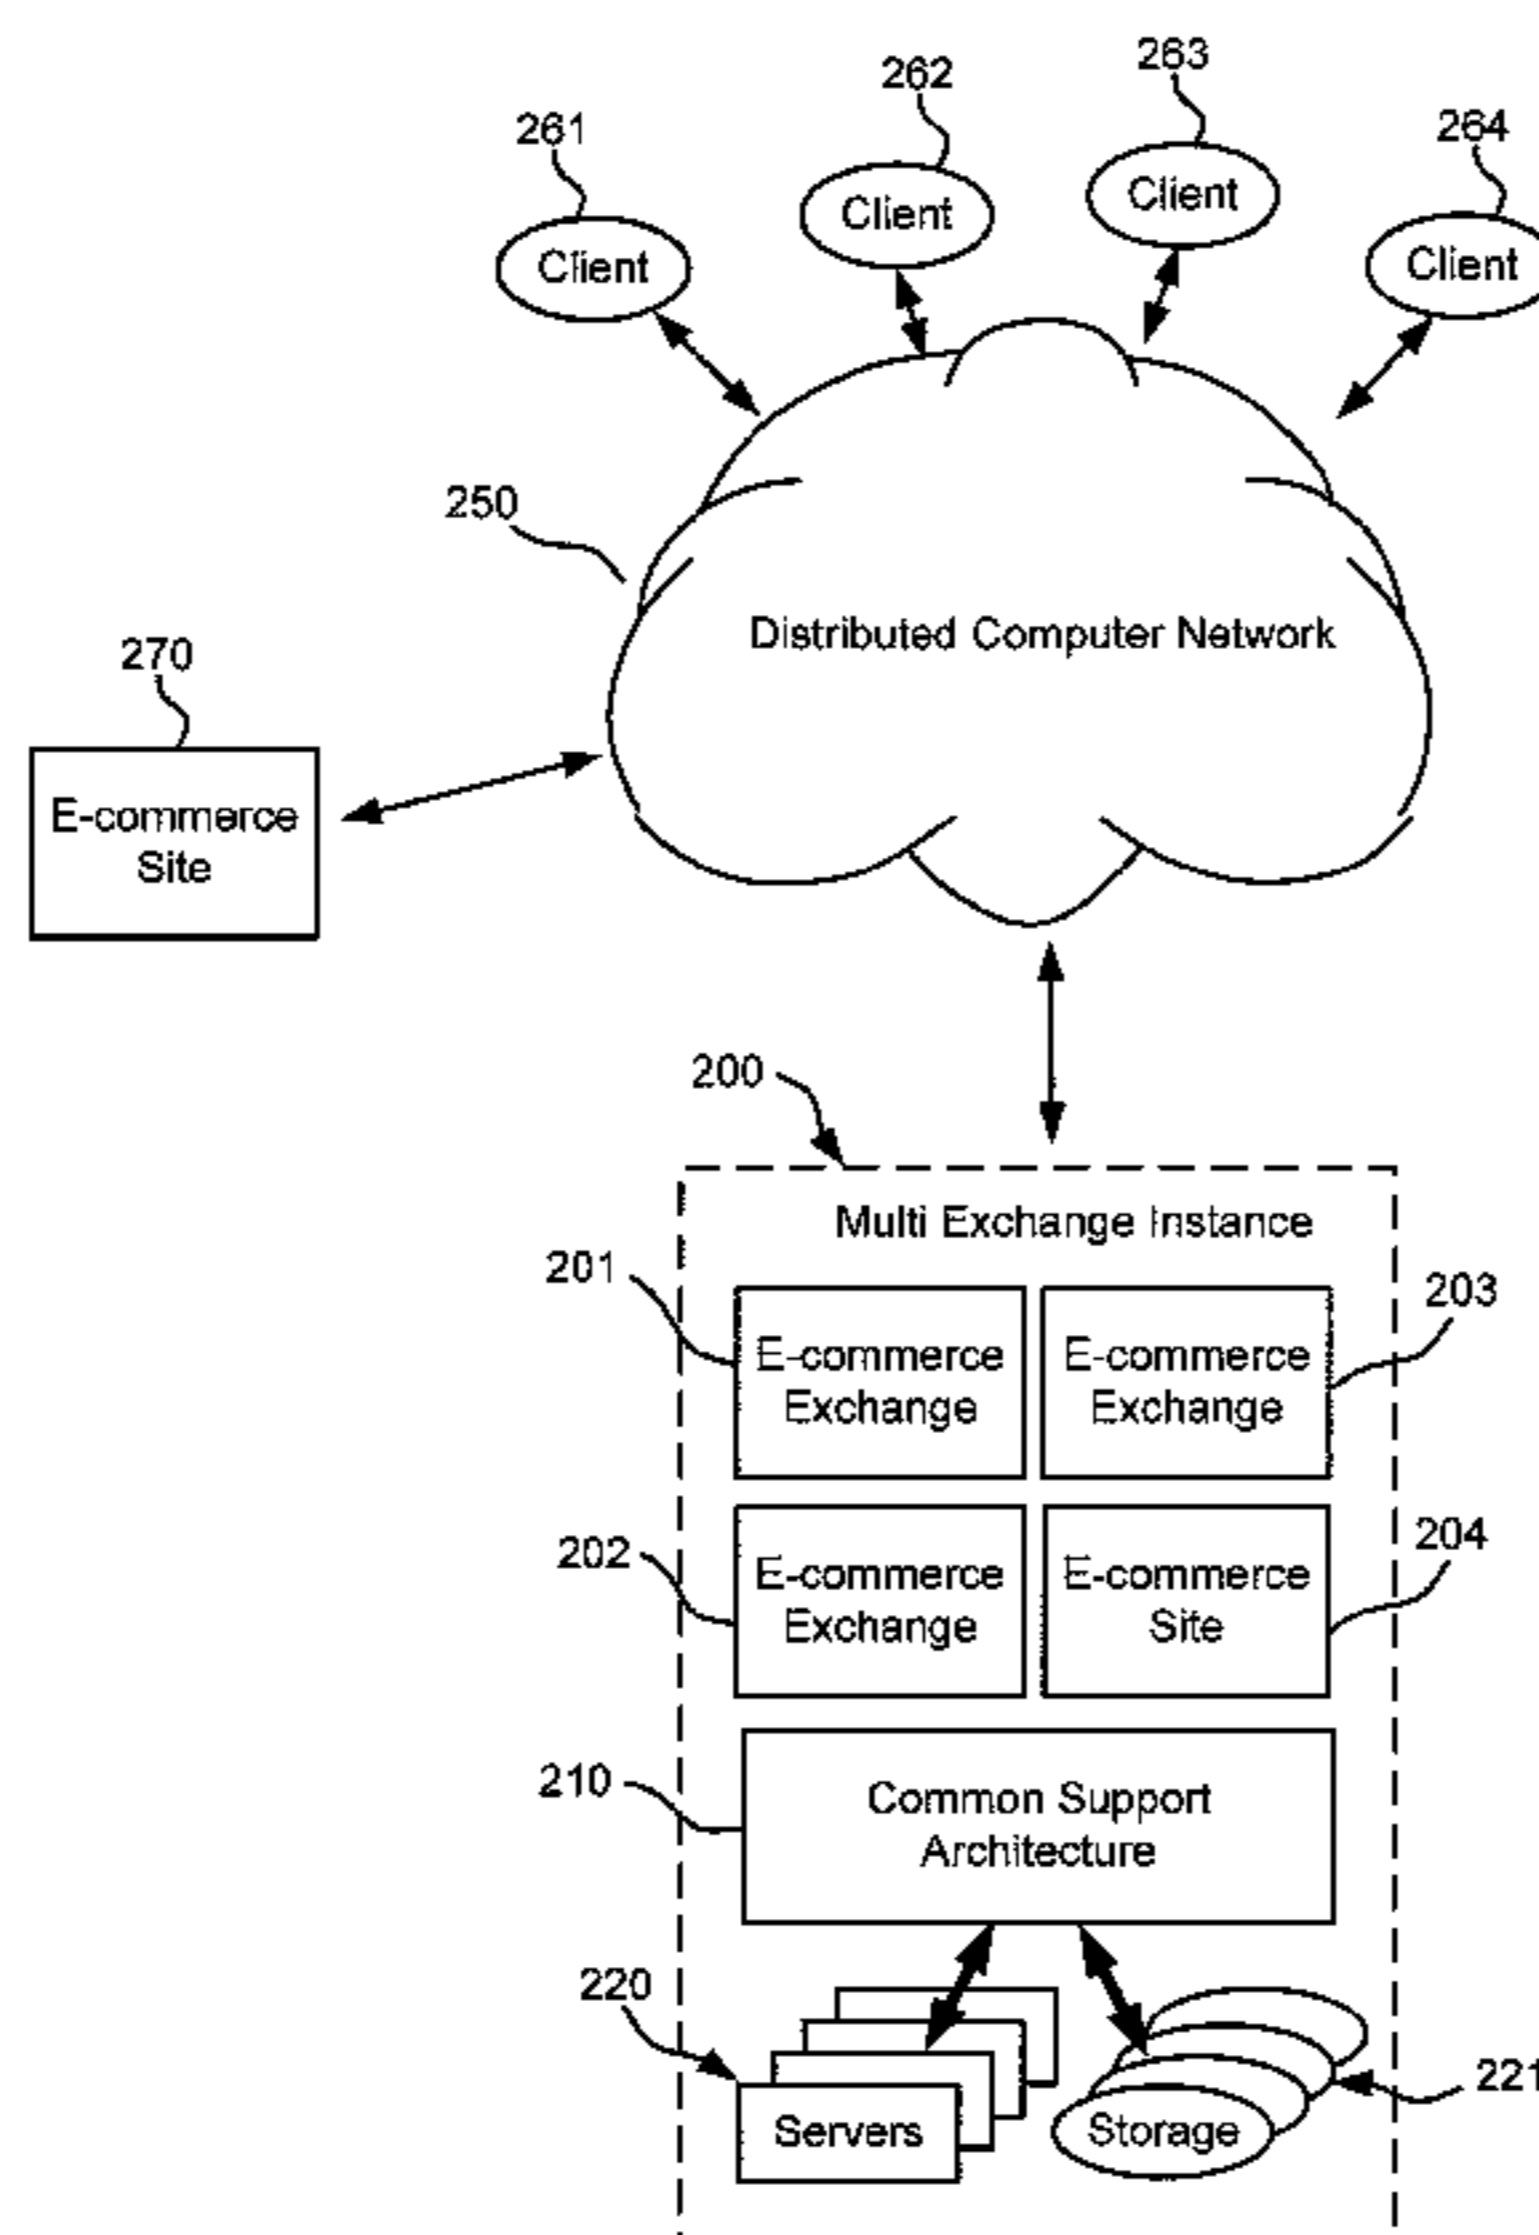 263
262
261
264
Client
Client
Client
Client
250
Distributed Computer Network
270
E-commerce
Site
200
Multi Exchange Instance
201
203
E-commerce
Exchange
E-commerce
Exchange
202
204
E-commerce
Exchange
E-commerce
Site
210
Common Support
Architecture
220
221
Servers
Storage